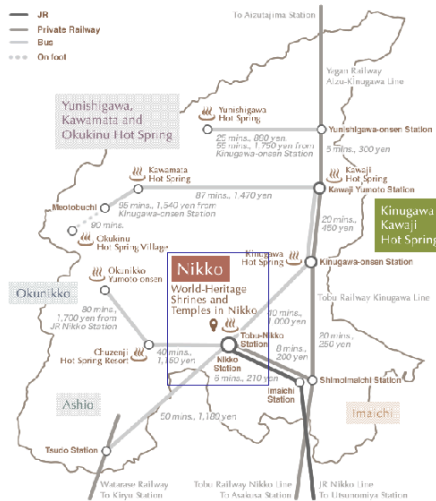 JR
Private Railway
Bus
On foot
To Aizutajima Station
Yagan Railway
Aizu-Kinugawa Line
Yunishigawa,
Kawamata and
Okukinu Hot Spring
Yunishigawa
Hot Spring
25 mins., 890 yen,
55 mins., 1,750 yen from
Kinugawa-onsen Station
Yunishigawa-onsen Station
5 mins., 300 yen
Kawamata
Hot Spring
Kawaji
Hot Spring
Kawaji Yumoto Station
87 mins., 1,470 yen
Meotobuchi
95 mins., 1,540 yen from
Kinugawa-onsen Station
90 mins.
Okukinu
Hot Spring Village
20 mins.,
450 yen
Kinugawa
Kawaji
Hot Spring
Kinugawa
Hot Spring
Kinugawa-onsen Station
Okunikko
Yumoto onsen
Nikko
World-Heritage
Shrines and
Temples in Nikko
Tobu Railway Kinugawa Line
Okunikko
80 mins.,
1,700 yen from
JR Nikko Station
40 mins.,
1,000 yen
20 mins.,
250 yen
Tobu-Nikko
Station
Nikko
Station
8 mins.,
200 yen
Chuzenji
Hot Spring Resort
40 mins.,
1,150 yen
6 mins., 210 yen
Imaichi
Station
Shimoimaichi Station
Ashio
50 mins., 1,180 yen
Imaichi
Tsudo Station
Watarase Railway
To Kiryu Station
Tobu Railway Nikko Line
To Asakusa Station
JR Nikko Line
To Utsunomiya Station